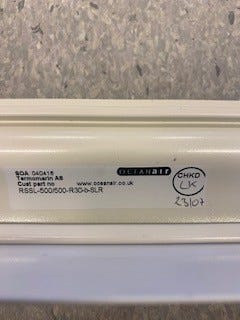 SOA 040415
OCEANair
Termomarin AS
Cust part no www.oceanair.co.uk
RSSL-500/500-R30-b-SLR
CHKD
LK
23/07